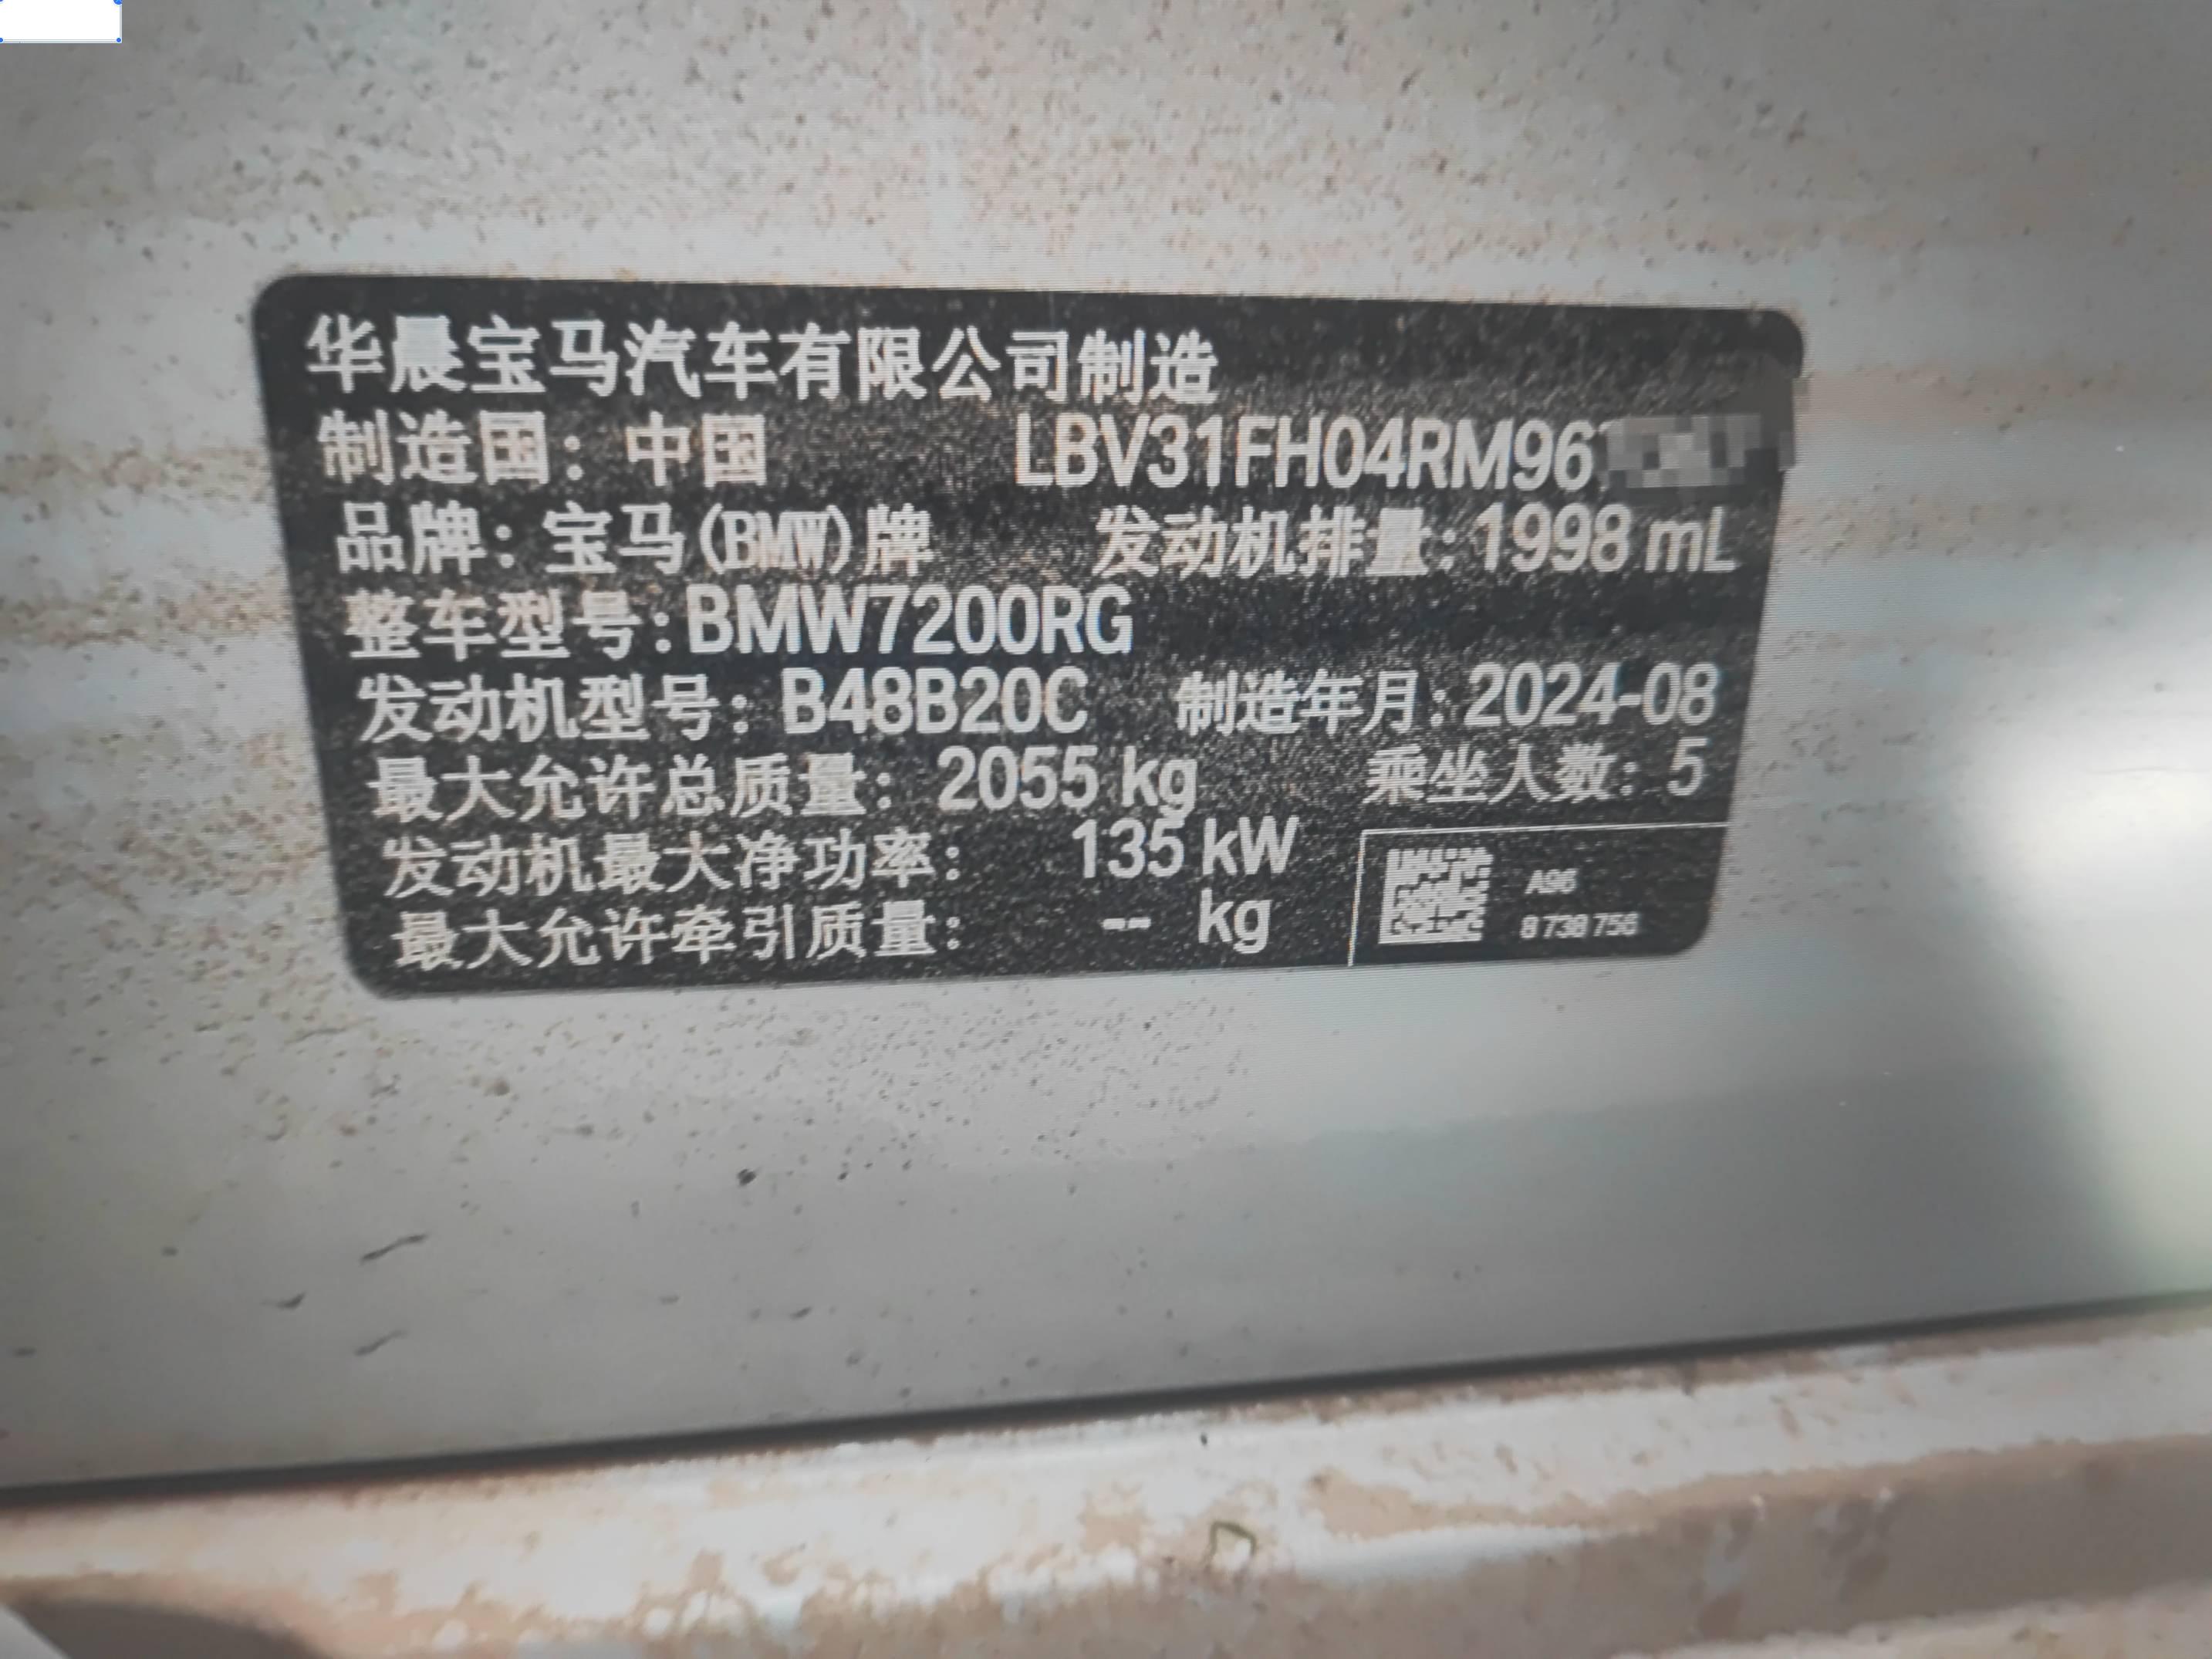 华晨宝马汽车有限公司制造
制造国：中国 LBV31FH04RM96
品牌：宝马(BMW)牌 发动机排量：1998 mL
整车型号：BMW7200RG
发动机型号：B48B20C 制造年月：2024-08
最大允许总质量：2055 kg 乘坐人数：5
发动机最大净功率：135 kW
最大允许牵引质量：-- kg
A96
8 738 756